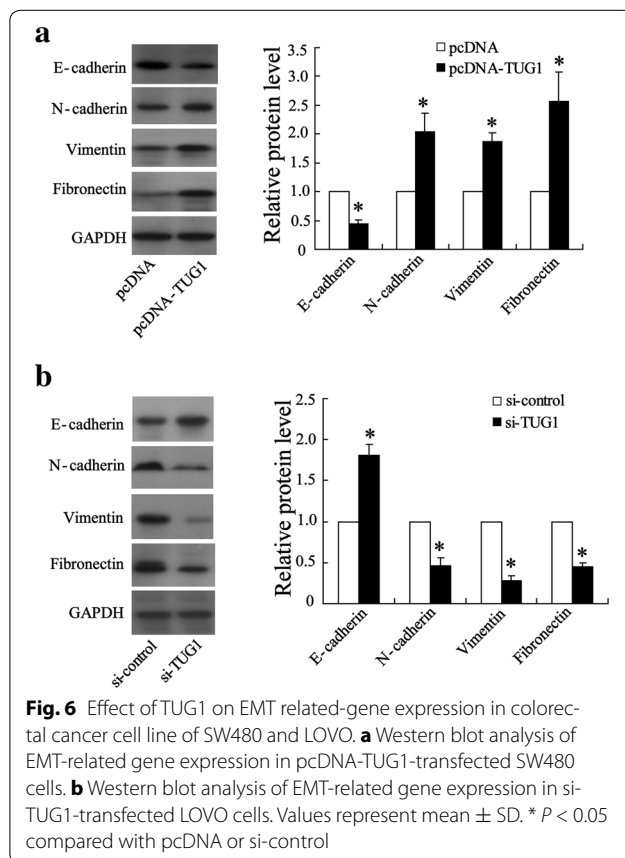 a
E-cadherin
N-cadherin
Vimentin
Fibronectin
GAPDH
pcDNA
pcDNA-TUG1
Relative protein level
3.5
3.0
2.5
2.0
1.5
1.0
0.5
0
pcDNA
pcDNA-TUG1
*
*
*
*
E-cadherin
N-cadherin
Vimentin
Fibronectin
b
E-cadherin
N-cadherin
Vimentin
Fibronectin
GAPDH
si-control
si-TUG1
Relative protein level
2.5
2.0
1.5
1.0
0.5
0
si-control
si-TUG1
*
*
*
*
E-cadherin
N-cadherin
Vimentin
Fibronectin
Fig. 6 Effect of TUG1 on EMT related-gene expression in colorec-
tal cancer cell line of SW480 and LOVO. a Western blot analysis of
EMT-related gene expression in pcDNA-TUG1-transfected SW480
cells. b Western blot analysis of EMT-related gene expression in si-
TUG1-transfected LOVO cells. Values represent mean ± SD. * P < 0.05
compared with pcDNA or si-control